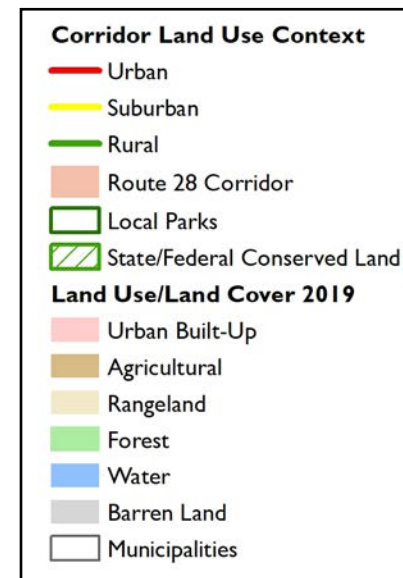 Corridor Land Use Context
Urban
Suburban
Rural
Route 28 Corridor
Local Parks
State/Federal Conserved Land
Land Use/Land Cover 2019
Urban Built-Up
Agricultural
Rangeland
Forest
Water
Barren Land
Municipalities